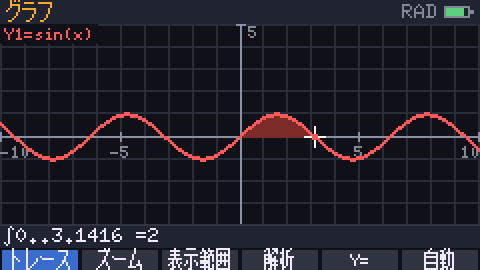 グラフ
RAD
Y1=sin(x)
5
-10
-5
5
10
∫0..3.1416 =2
トレース
ズーム
表示範囲
解析
Y=
自動